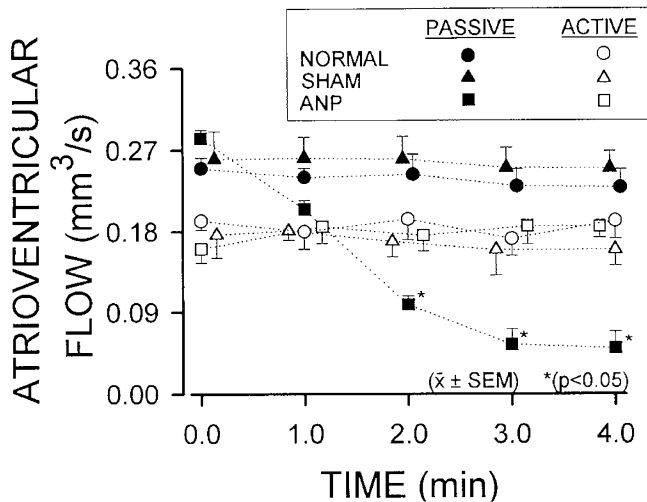 PASSIVE ACTIVE
NORMAL
SHAM
ANP
ATRIOVENTRICULAR
FLOW (mm³/s)
0.36
0.27
0.18
0.09
0.00
*
*
*
(x̄ ± SEM) *(p<0.05)
0.0 1.0 2.0 3.0 4.0
TIME (min)